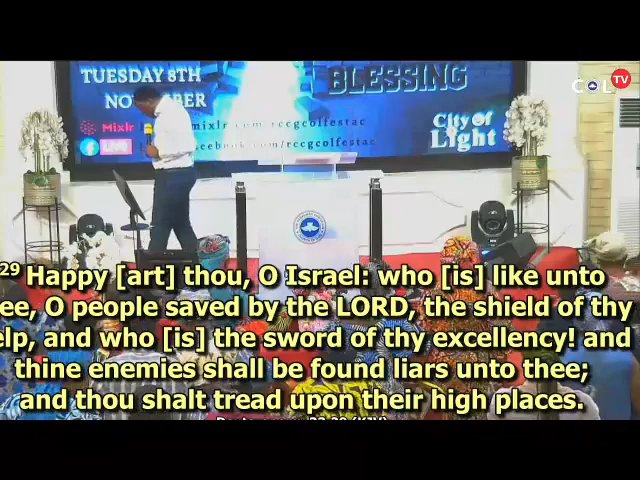 TUESDAY 8TH
NOVEMBER
BLESSING
COL TV
Mixlr
mixlr.com/rccgcolfestac
LIVE
facebook.com/rccgcolfestac
City of
Light
29 Happy [art] thou, O Israel: who [is] like unto
ee, O people saved by the LORD, the shield of thy
elp, and who [is] the sword of thy excellency! and
thine enemies shall be found liars unto thee;
and thou shalt tread upon their high places.
(KJV)